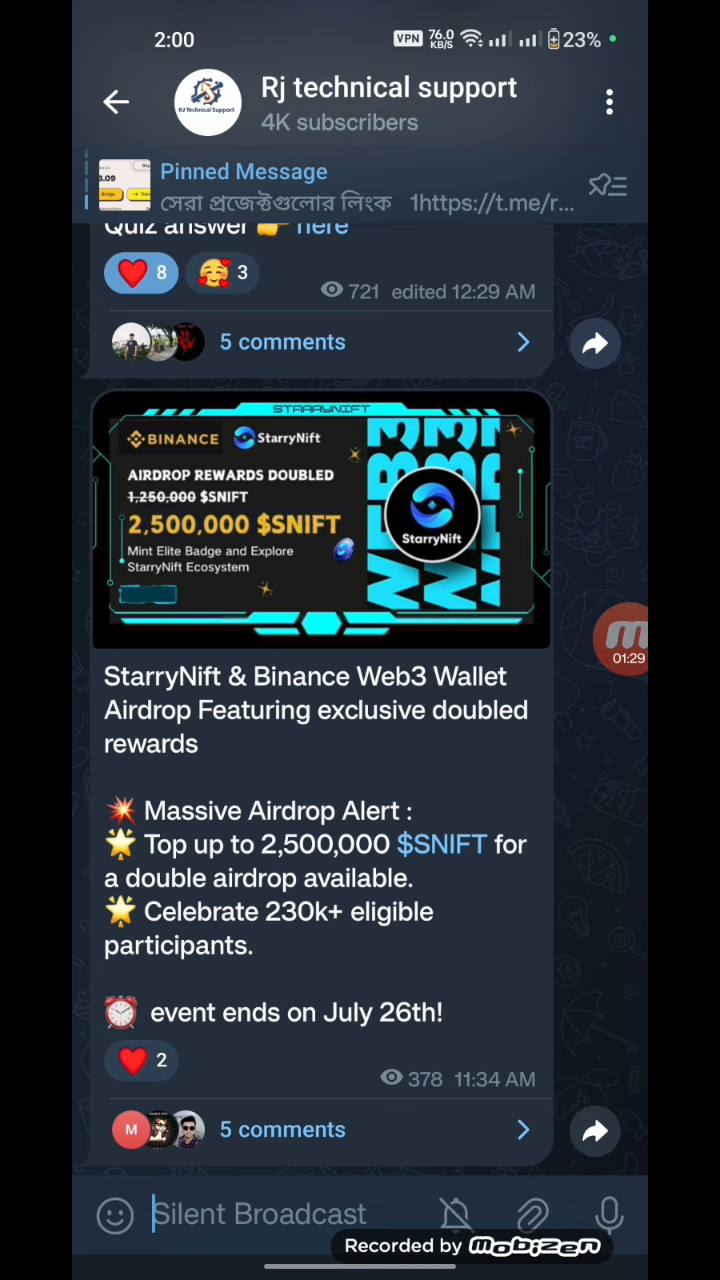 2:00
VPN 76.0 KB/S 23%
Rj technical support
RJ Technical Support
4K subscribers
Pinned Message
3.09
সেরা প্রজেক্টগুলোর লিংক 1https://t.me/r...
Quiz answer 👉 here
❤️ 8 🥰 3
721 edited 12:29 AM
5 comments
STARRYNIFT
BINANCE StarryNift
AIRDROP REWARDS DOUBLED
1,250,000 $SNIFT
2,500,000 $SNIFT
Mint Elite Badge and Explore
StarryNift Ecosystem
StarryNift
StarryNift & Binance Web3 Wallet
Airdrop Featuring exclusive doubled
rewards
💥 Massive Airdrop Alert :
🌟 Top up to 2,500,000 $SNIFT for
a double airdrop available.
🌟 Celebrate 230k+ eligible
participants.
⏰ event ends on July 26th!
❤️ 2
378 11:34 AM
M
5 comments
01:29
Silent Broadcast
Recorded by mobizen